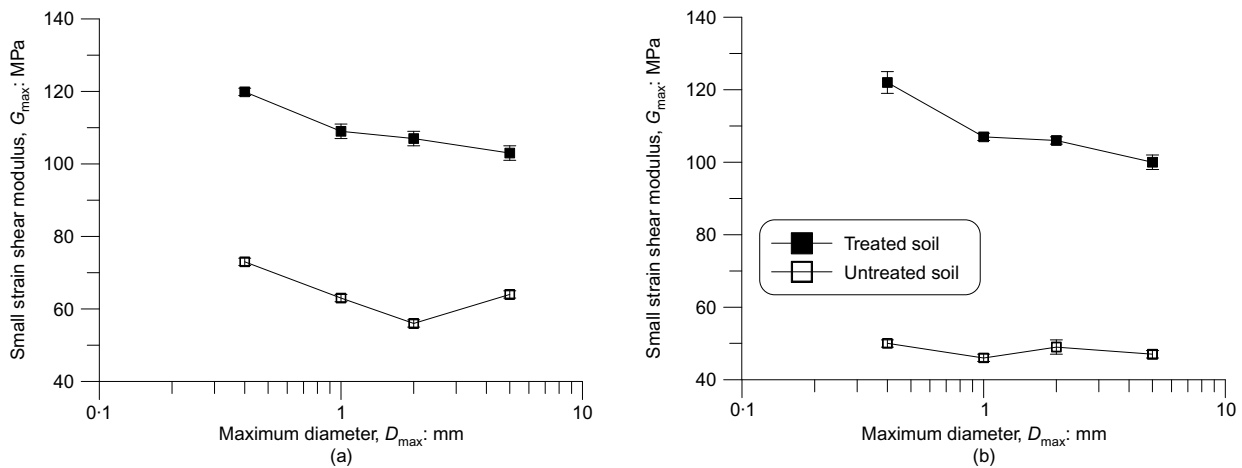 140
120
100
80
60
40
0·1
1
10
Small strain shear modulus, Gmax: MPa
Maximum diameter, Dmax: mm
(a)
140
120
100
80
60
40
0·1
1
10
Small strain shear modulus, Gmax: MPa
Treated soil
Untreated soil
Maximum diameter, Dmax: mm
(b)